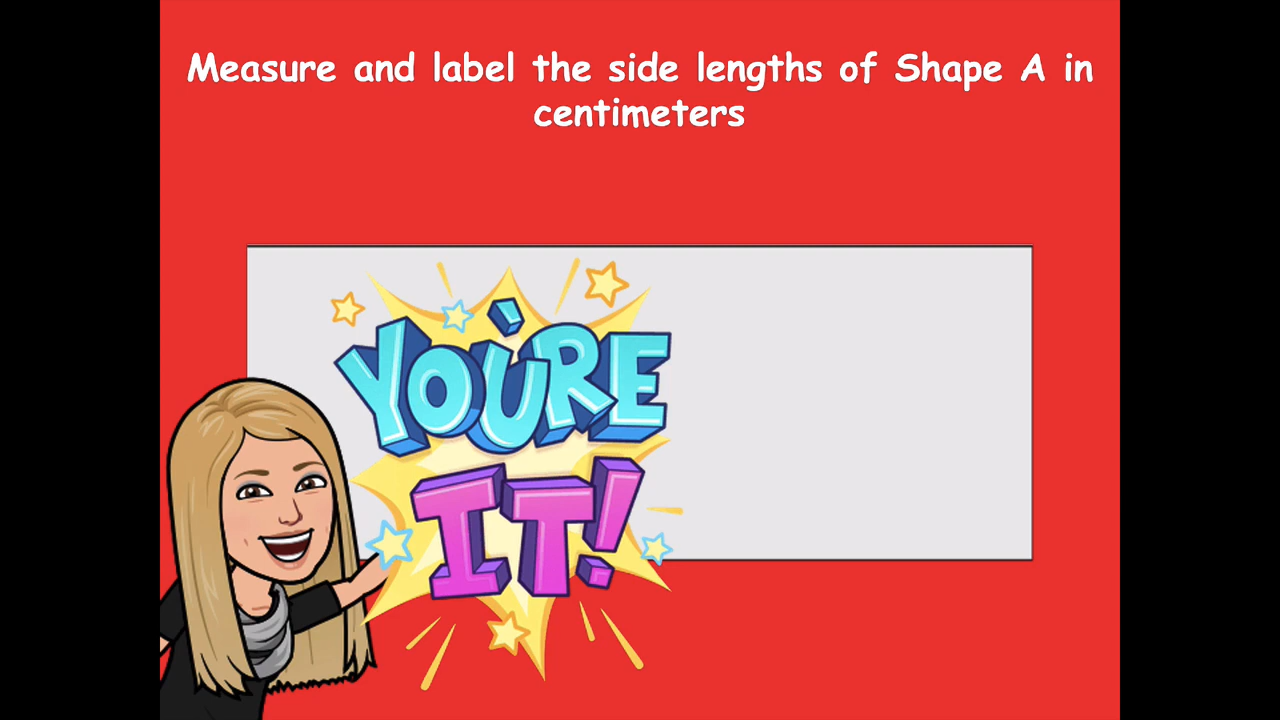 Measure and label the side lengths of Shape A in
centimeters
YOU'RE
IT!